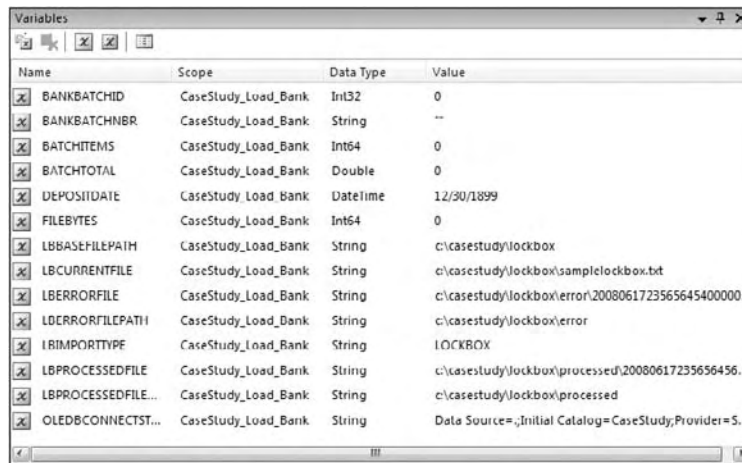 Variables
Name Scope Data Type Value
BANKBATCHID CaseStudy_Load_Bank Int32 0
BANKBATCHNBR CaseStudy_Load_Bank String ""
BATCHITEMS CaseStudy_Load_Bank Int64 0
BATCHTOTAL CaseStudy_Load_Bank Double 0
DEPOSITDATE CaseStudy_Load_Bank DateTime 12/30/1899
FILEBYTES CaseStudy_Load_Bank Int64 0
LBBASEFILEPATH CaseStudy_Load_Bank String c:\casestudy\lockbox
LBCURRENTFILE CaseStudy_Load_Bank String c:\casestudy\lockbox\samplelockbox.txt
LBERRORFILE CaseStudy_Load_Bank String c:\casestudy\lockbox\error\2008061723565645400000
LBERRORFILEPATH CaseStudy_Load_Bank String c:\casestudy\lockbox\error
LBIMPORTTYPE CaseStudy_Load_Bank String LOCKBOX
LBPROCESSEDFILE CaseStudy_Load_Bank String c:\casestudy\lockbox\processed\20080617235656456...
LBPROCESSEDFILE... CaseStudy_Load_Bank String c:\casestudy\lockbox\processed
OLEDBCONNECTST... CaseStudy_Load_Bank String Data Source=.;Initial Catalog=CaseStudy;Provider=S...